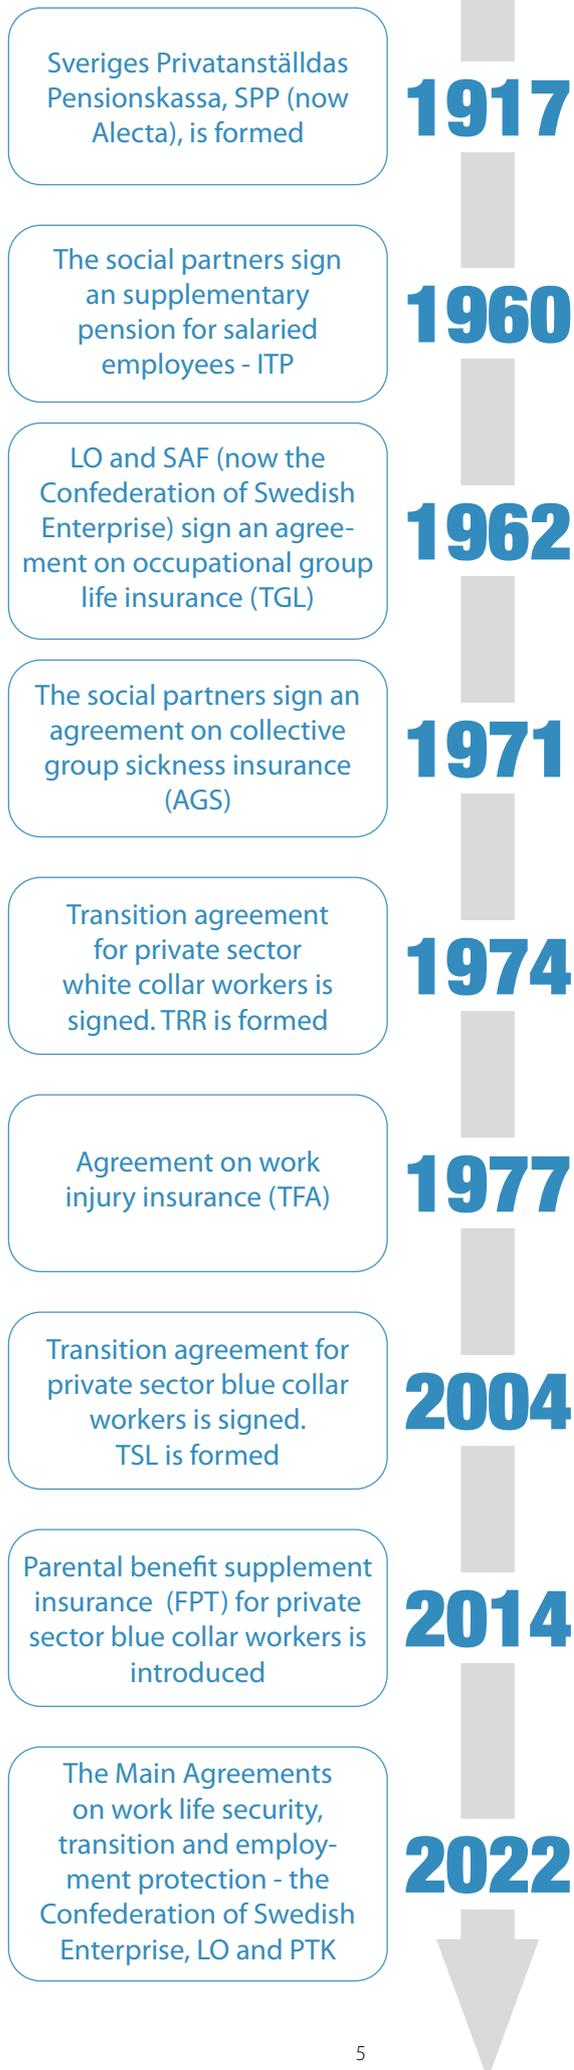 Sveriges Privatanställdas
Pensionskassa, SPP (now
Alecta), is formed
1917
The social partners sign
an supplementary
pension for salaried
employees - ITP
1960
LO and SAF (now the
Confederation of Swedish
Enterprise) sign an agree-
ment on occupational group
life insurance (TGL)
1962
The social partners sign an
agreement on collective
group sickness insurance
(AGS)
1971
Transition agreement
for private sector
white collar workers is
signed. TRR is formed
1974
Agreement on work
injury insurance (TFA)
1977
Transition agreement for
private sector blue collar
workers is signed.
TSL is formed
2004
Parental benefit supplement
insurance  (FPT) for private
sector blue collar workers is
introduced
2014
The Main Agreements
on work life security,
transition and employ-
ment protection - the
Confederation of Swedish
Enterprise, LO and PTK
2022
5